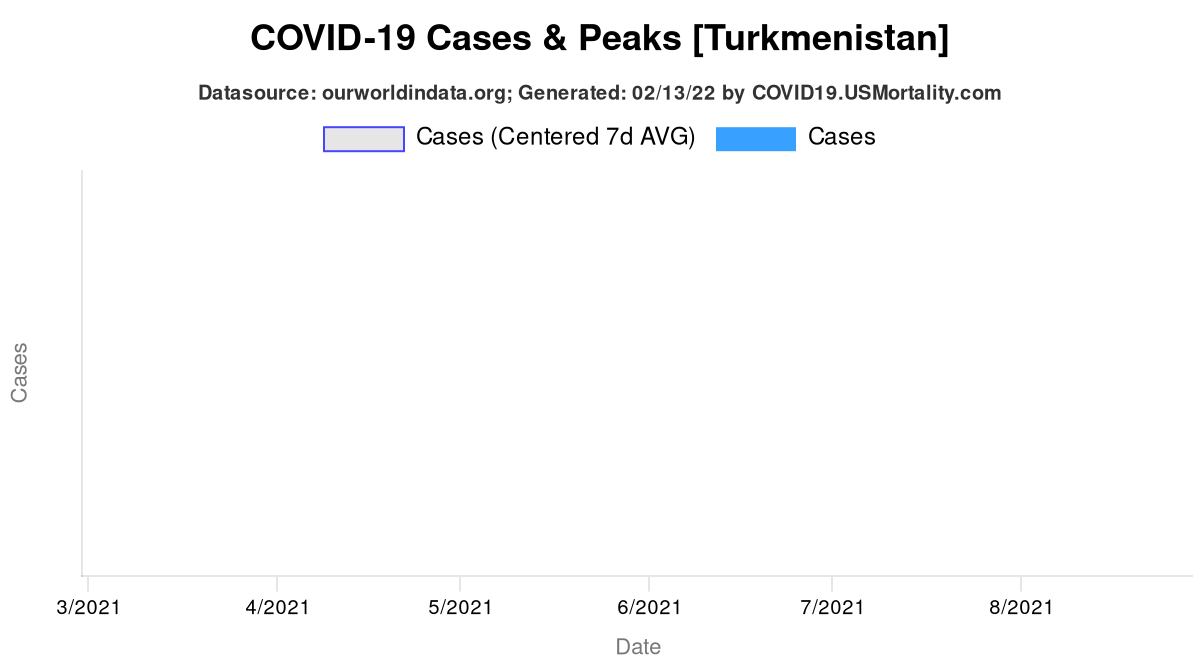 COVID-19 Cases & Peaks [Turkmenistan]
Datasource: ourworldindata.org; Generated: 02/13/22 by COVID19.USMortality.com
Cases (Centered 7d AVG) Cases
Cases
3/2021 4/2021 5/2021 6/2021 7/2021 8/2021
Date